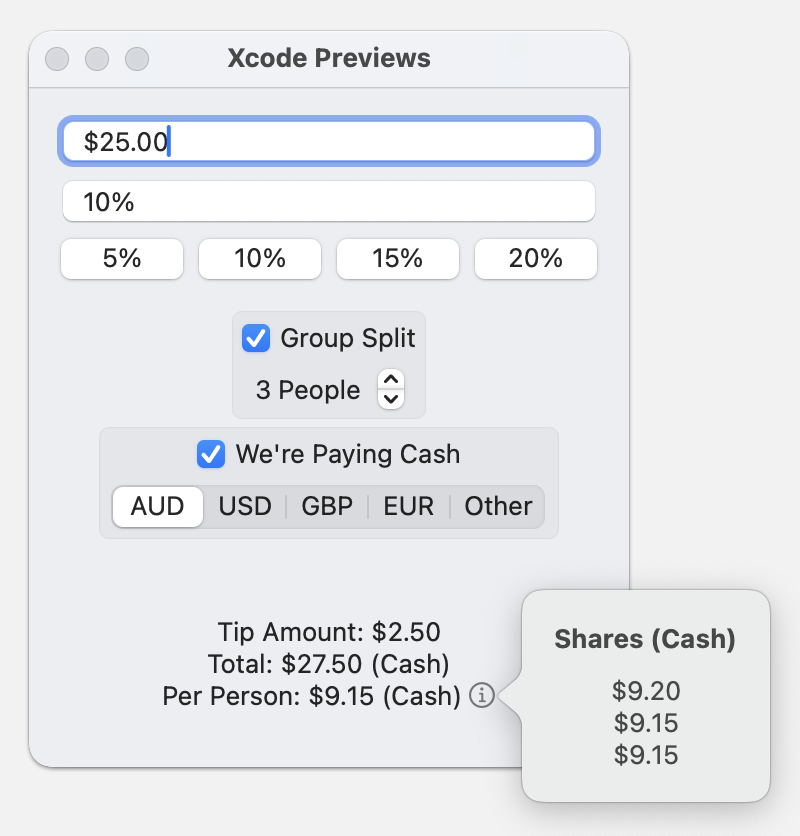 Xcode Previews
$25.00
10%
5% 10% 15% 20%
Group Split
3 People
We're Paying Cash
AUD USD GBP EUR Other
Tip Amount: $2.50
Total: $27.50 (Cash)
Per Person: $9.15 (Cash)
Shares (Cash)
$9.20
$9.15
$9.15